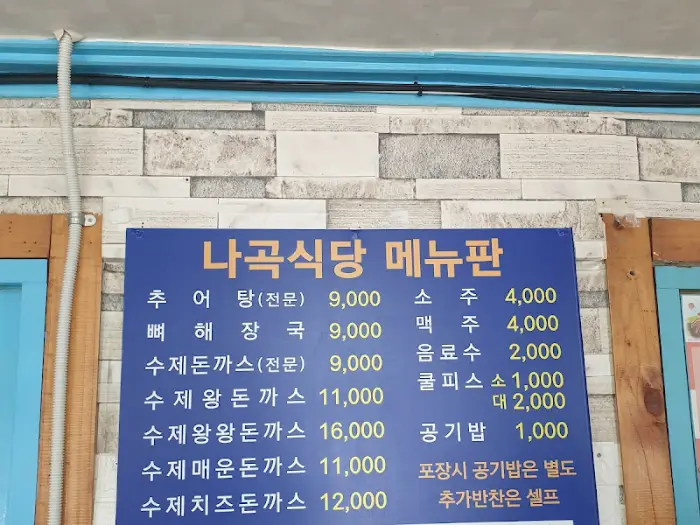 나곡식당 메뉴판
추어탕(전문) 9,000
뼈해장국 9,000
수제돈까스(전문) 9,000
수제왕돈까스 11,000
수제왕왕돈까스 16,000
수제매운돈까스 11,000
수제치즈돈까스 12,000
소주 4,000
맥주 4,000
음료수 2,000
쿨피스 소 1,000
대 2,000
공기밥 1,000
포장시 공기밥은 별도
추가반찬은 셀프